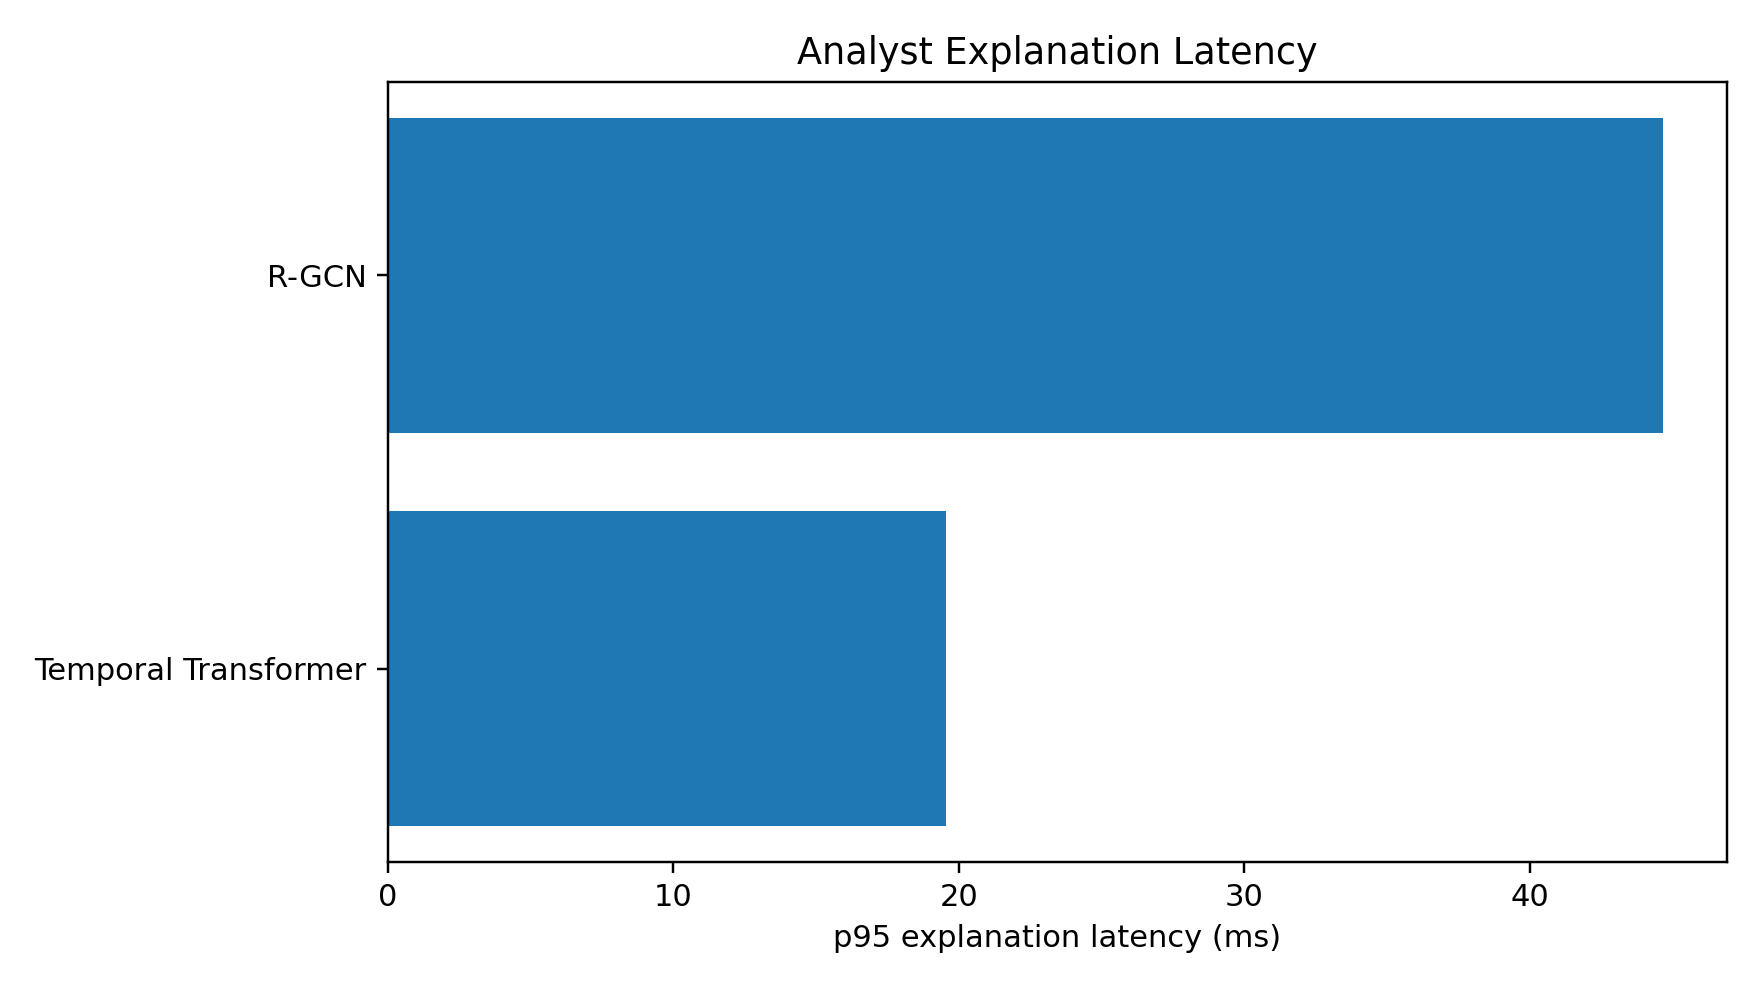 Analyst Explanation Latency
R-GCN
Temporal Transformer
0 10 20 30 40
p95 explanation latency (ms)